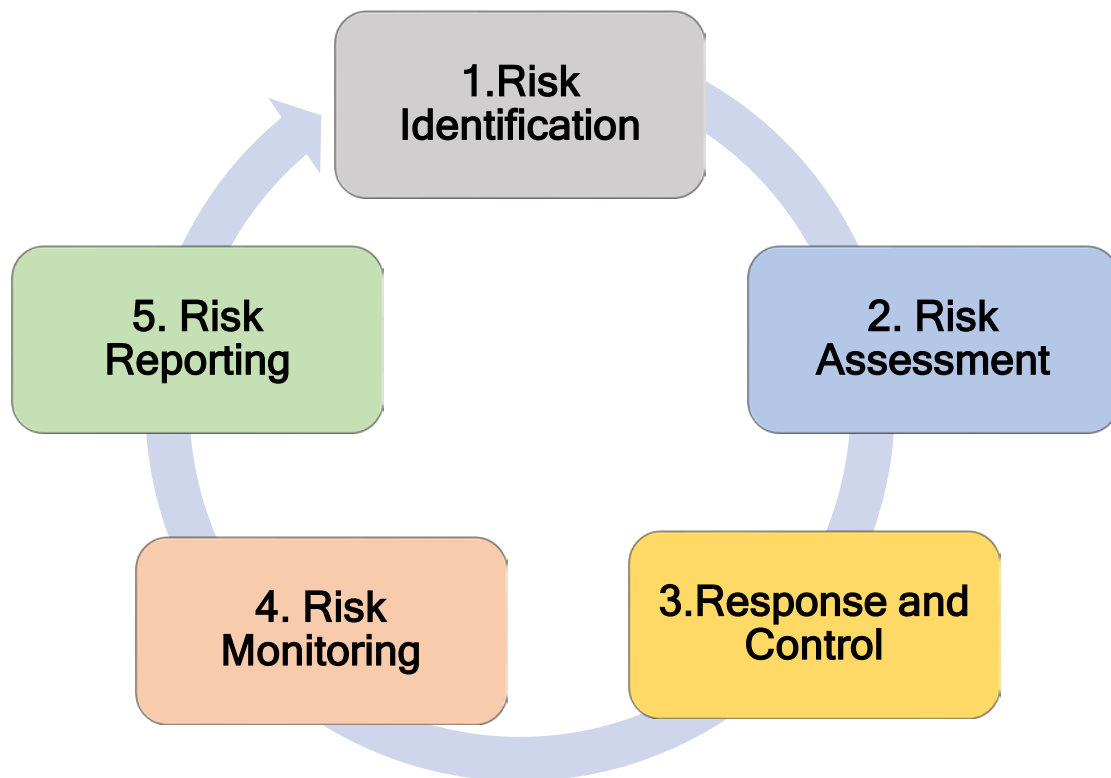 1.Risk
Identification
2. Risk
Assessment
3.Response and
Control
4. Risk
Monitoring
5. Risk
Reporting